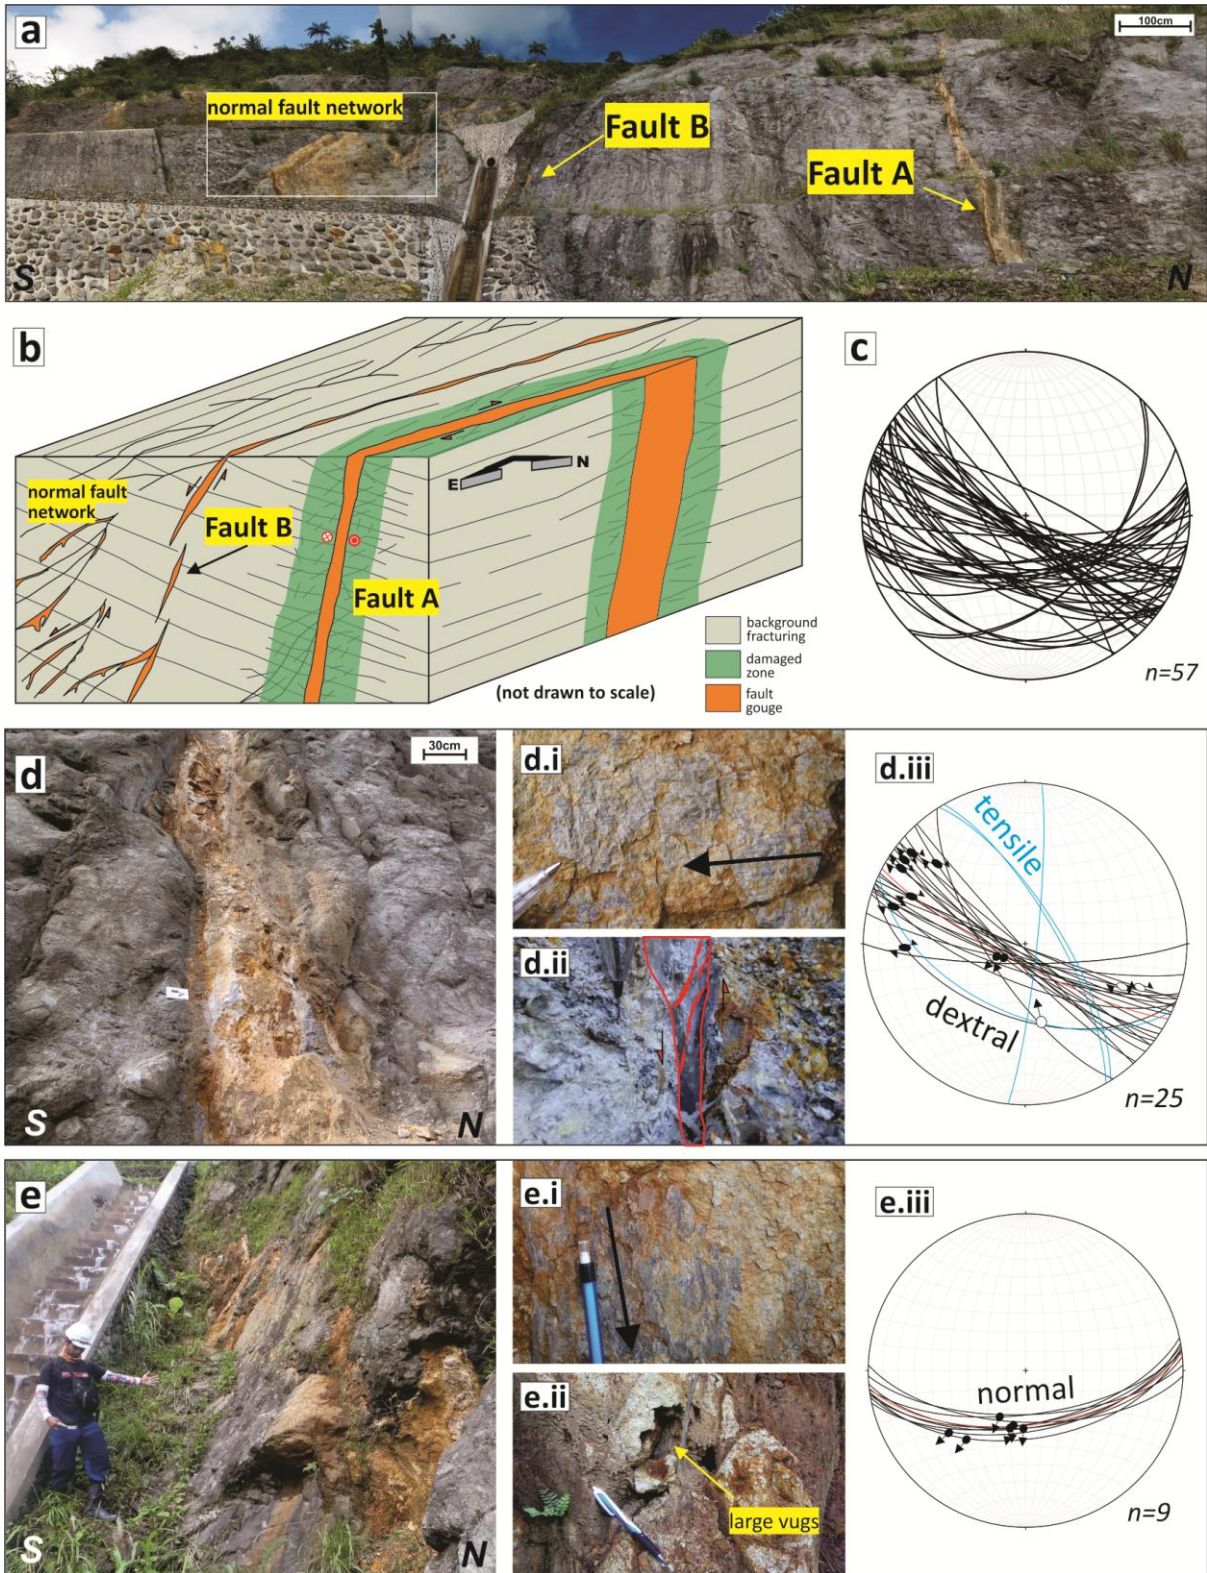 a
100cm
normal fault network
Fault B
Fault A
S
N
b
normal fault
network
Fault B
Fault A
E
N
background
fracturing
damaged
zone
fault
gouge
(not drawn to scale)
c
n=57
d
30cm
S
N
d.i
d.ii
d.iii
tensile
dextral
n=25
e
S
N
e.i
e.ii
large vugs
e.iii
normal
n=9